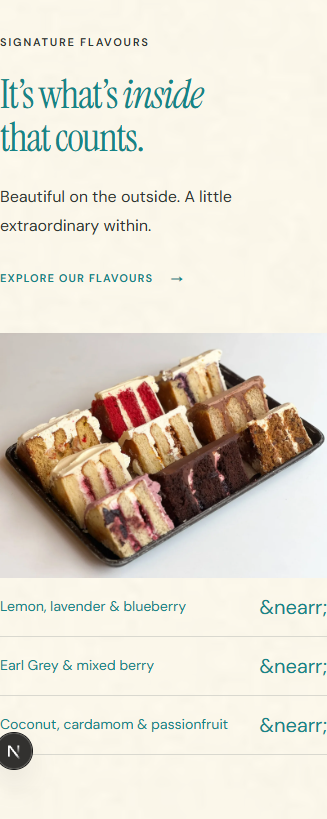 SIGNATURE FLAVOURS
It's what's inside
that counts.
Beautiful on the outside. A little
extraordinary within.
EXPLORE OUR FLAVOURS →
Lemon, lavender & blueberry &nearr;
Earl Grey & mixed berry &nearr;
Coconut, cardamom & passionfruit &nearr;
N